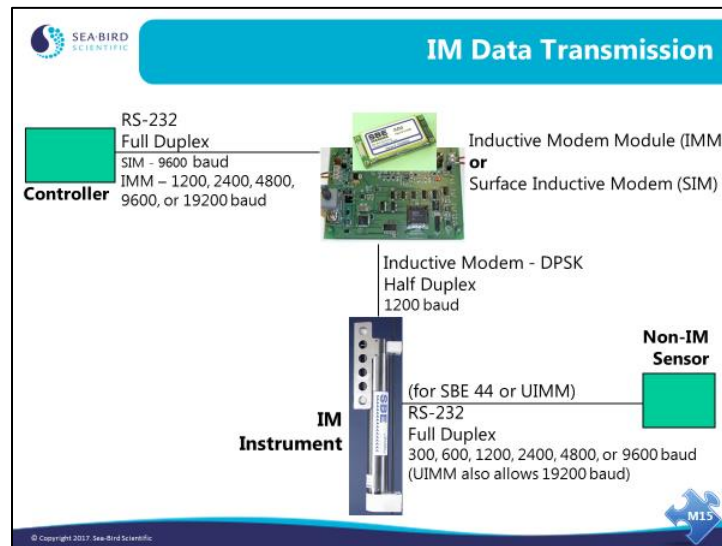 SEA·BIRD
SCIENTIFIC
IM Data Transmission
RS-232
Full Duplex
SIM - 9600 baud
IMM – 1200, 2400, 4800,
9600, or 19200 baud
Controller
Inductive Modem Module (IMM
or
Surface Inductive Modem (SIM)
SBE
Inductive Modem - DPSK
Half Duplex
1200 baud
IM
Instrument
SBE
(for SBE 44 or UIMM)
RS-232
Full Duplex
300, 600, 1200, 2400, 4800, or 9600 baud
(UIMM also allows 19200 baud)
Non-IM
Sensor
M15
© Copyright 2017 Sea-Bird Scientific